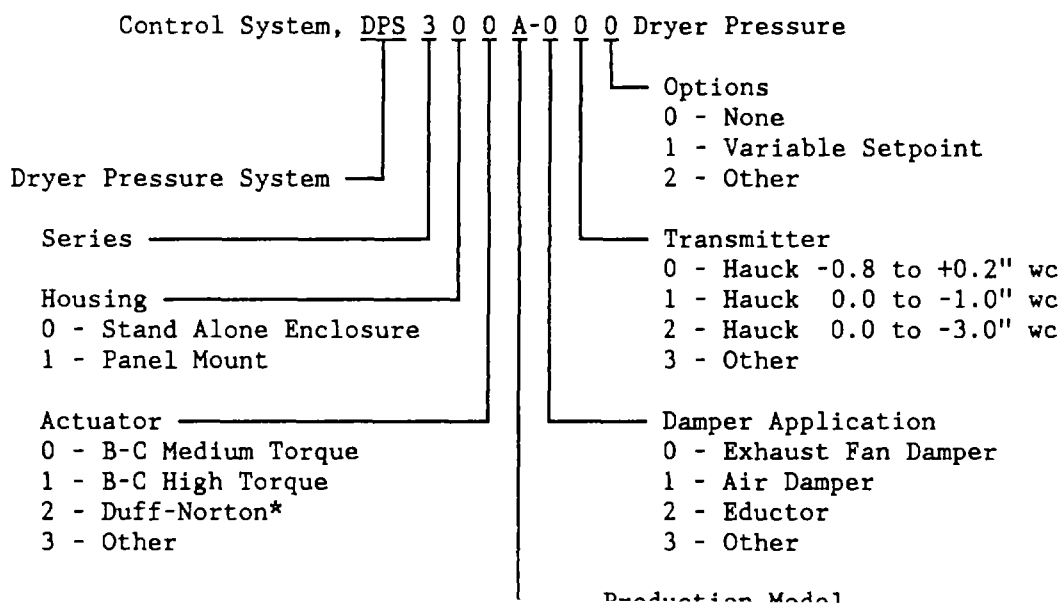 Control System, DPS 3 0 0 A-0 0 0 Dryer Pressure
Options
0 - None
1 - Variable Setpoint
2 - Other
Dryer Pressure System
Series
Transmitter
0 - Hauck -0.8 to +0.2" wc
1 - Hauck 0.0 to -1.0" wc
2 - Hauck 0.0 to -3.0" wc
3 - Other
Housing
0 - Stand Alone Enclosure
1 - Panel Mount
Actuator
0 - B-C Medium Torque
1 - B-C High Torque
2 - Duff-Norton*
3 - Other
Damper Application
0 - Exhaust Fan Damper
1 - Air Damper
2 - Eductor
3 - Other
Production Model